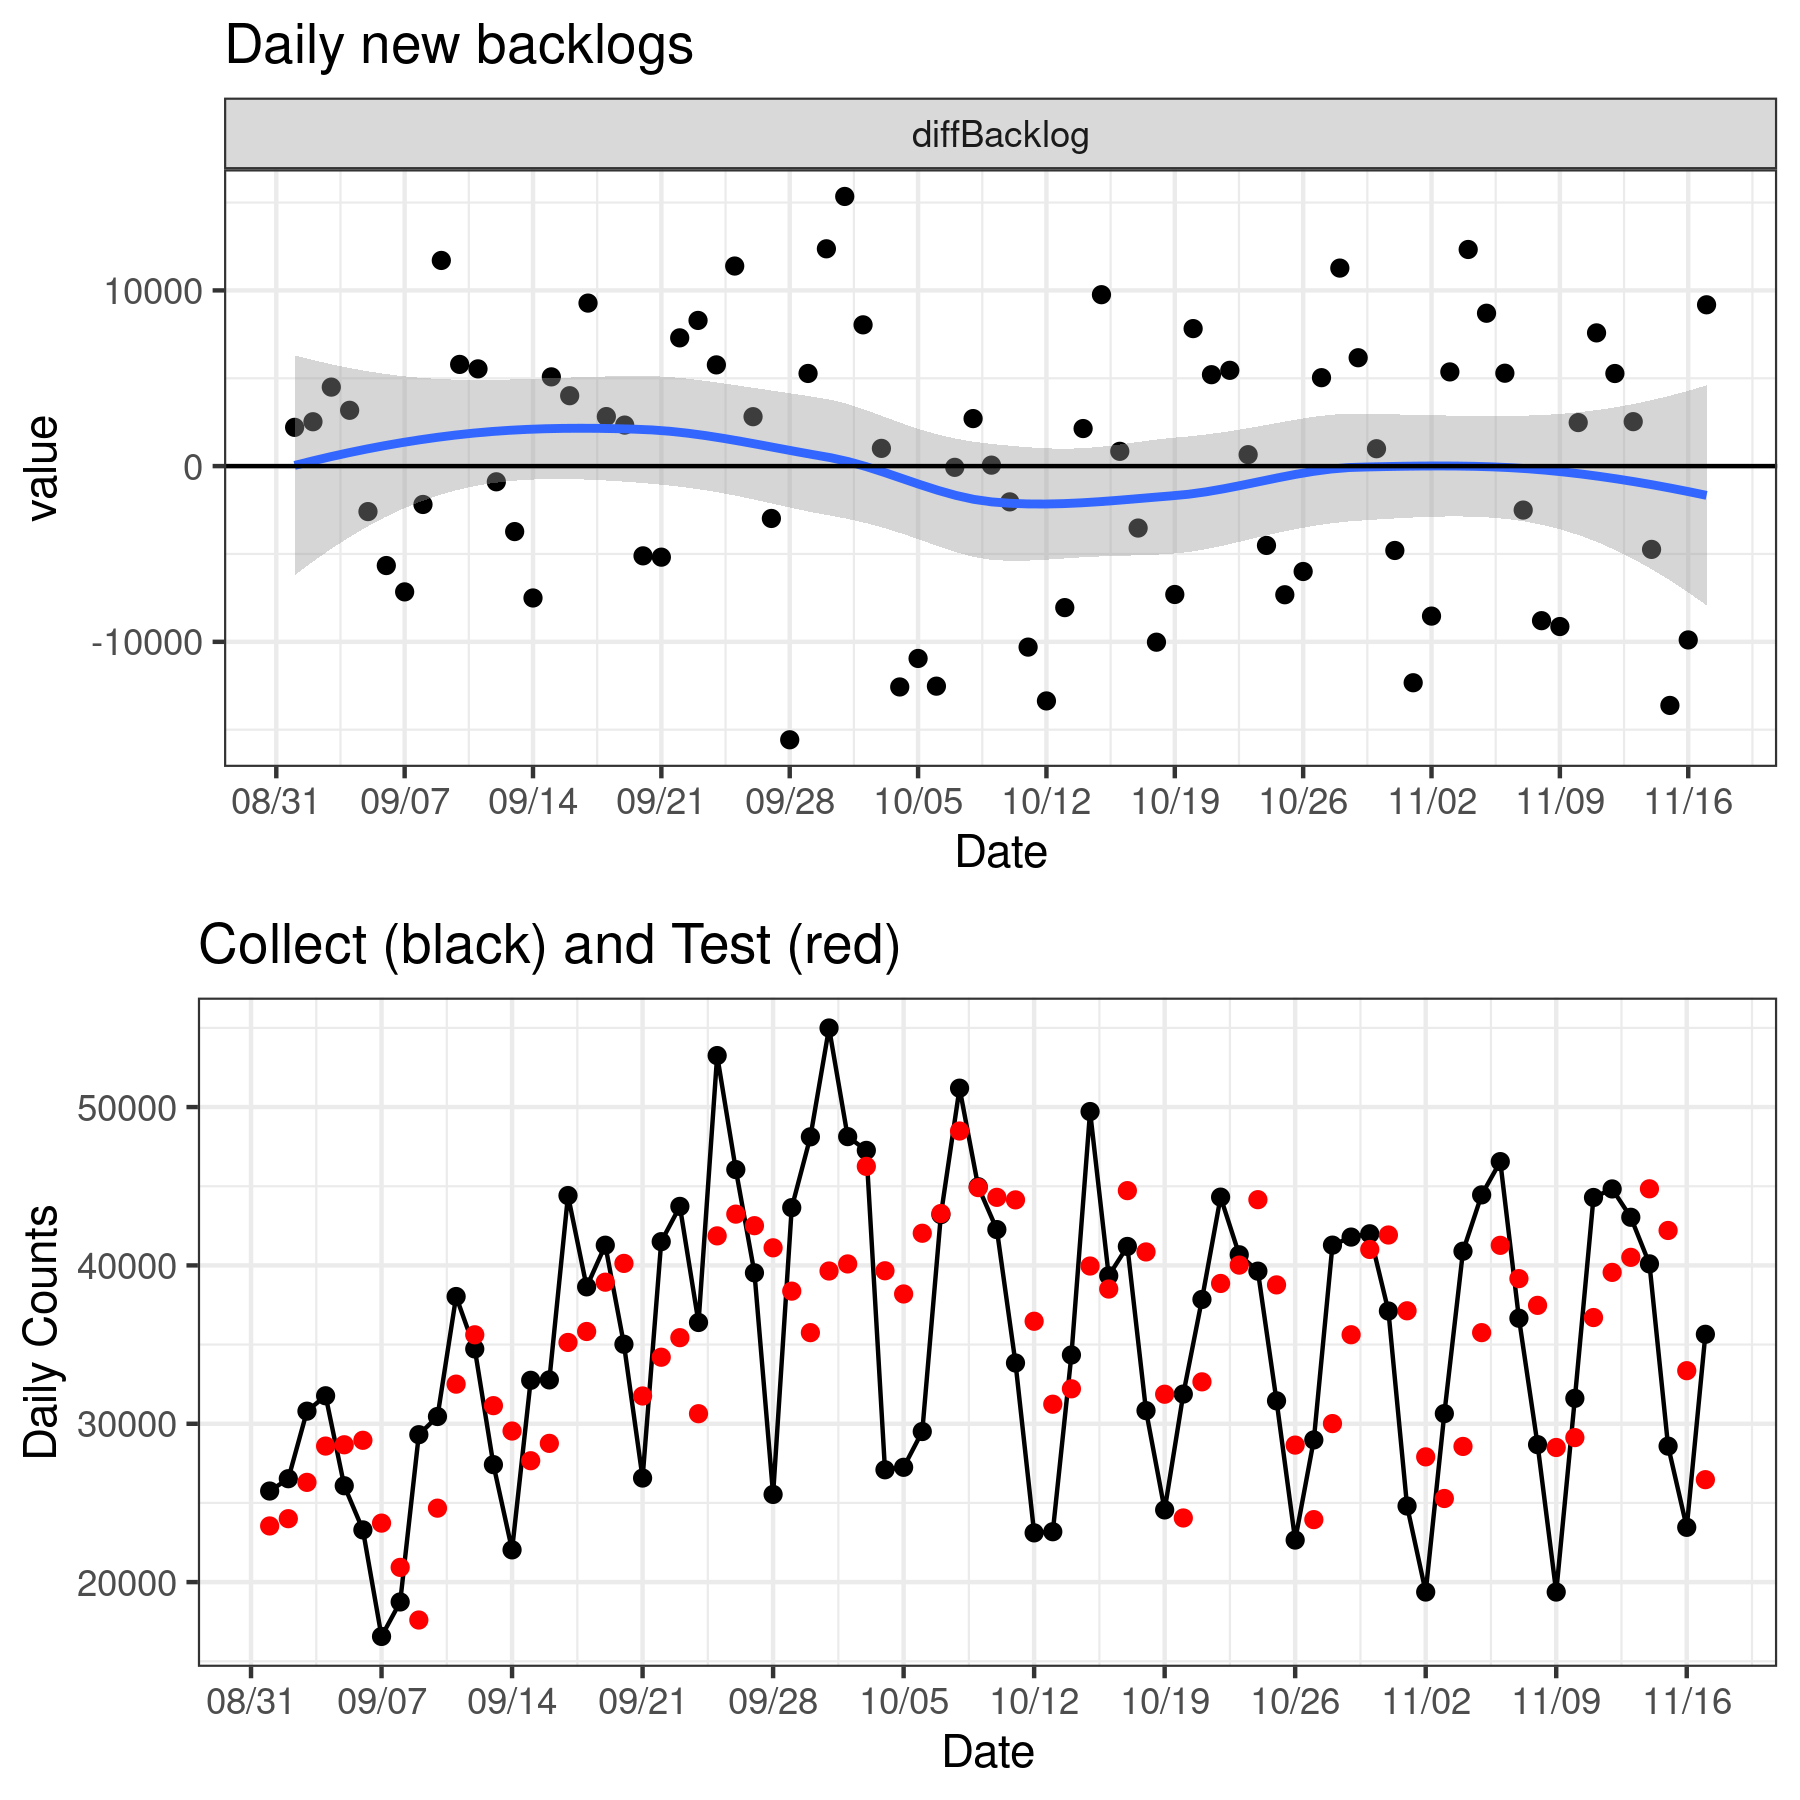 Daily new backlogs
diffBacklog
value
10000
0
-10000
08/31 09/07 09/14 09/21 09/28 10/05 10/12 10/19 10/26 11/02 11/09 11/16
Date
Collect (black) and Test (red)
Daily Counts
50000
40000
30000
20000
08/31 09/07 09/14 09/21 09/28 10/05 10/12 10/19 10/26 11/02 11/09 11/16
Date